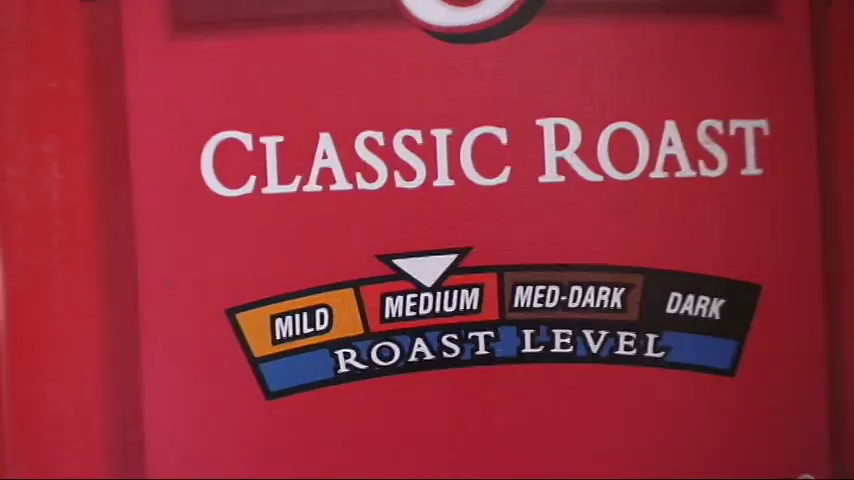 CLASSIC ROAST
MILD MEDIUM MED-DARK DARK
ROAST LEVEL